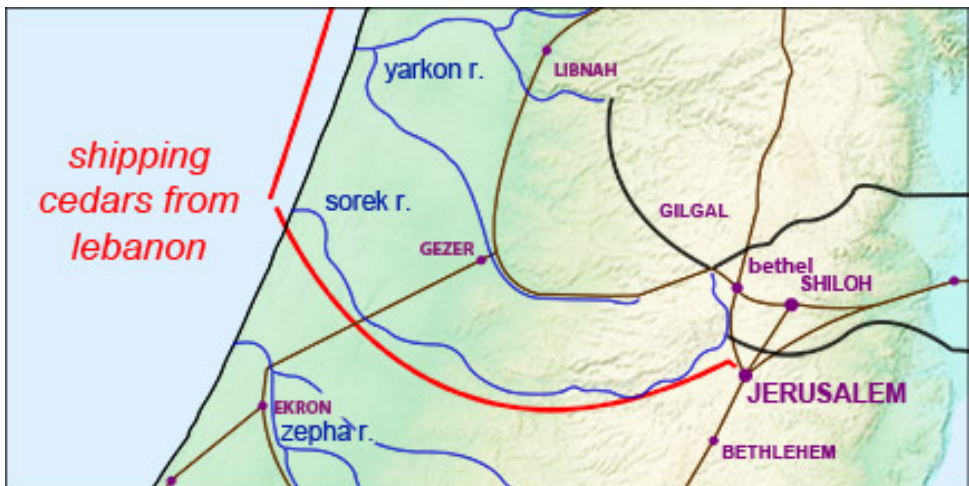 yarkon r.
LIBNAH
shipping
cedars from
lebanon
sorek r.
GILGAL
GEZER
bethel
SHILOH
JERUSALEM
EKRON
zepha r.
BETHLEHEM